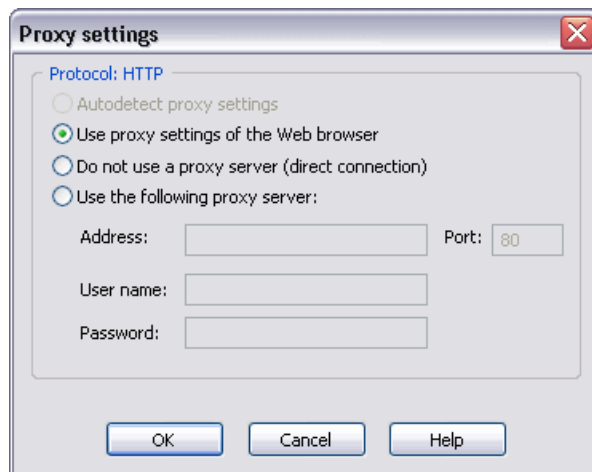 Proxy settings
Protocol: HTTP
Autodetect proxy settings
Use proxy settings of the Web browser
Do not use a proxy server (direct connection)
Use the following proxy server:
Address: Port: 80
User name:
Password:
OK Cancel Help